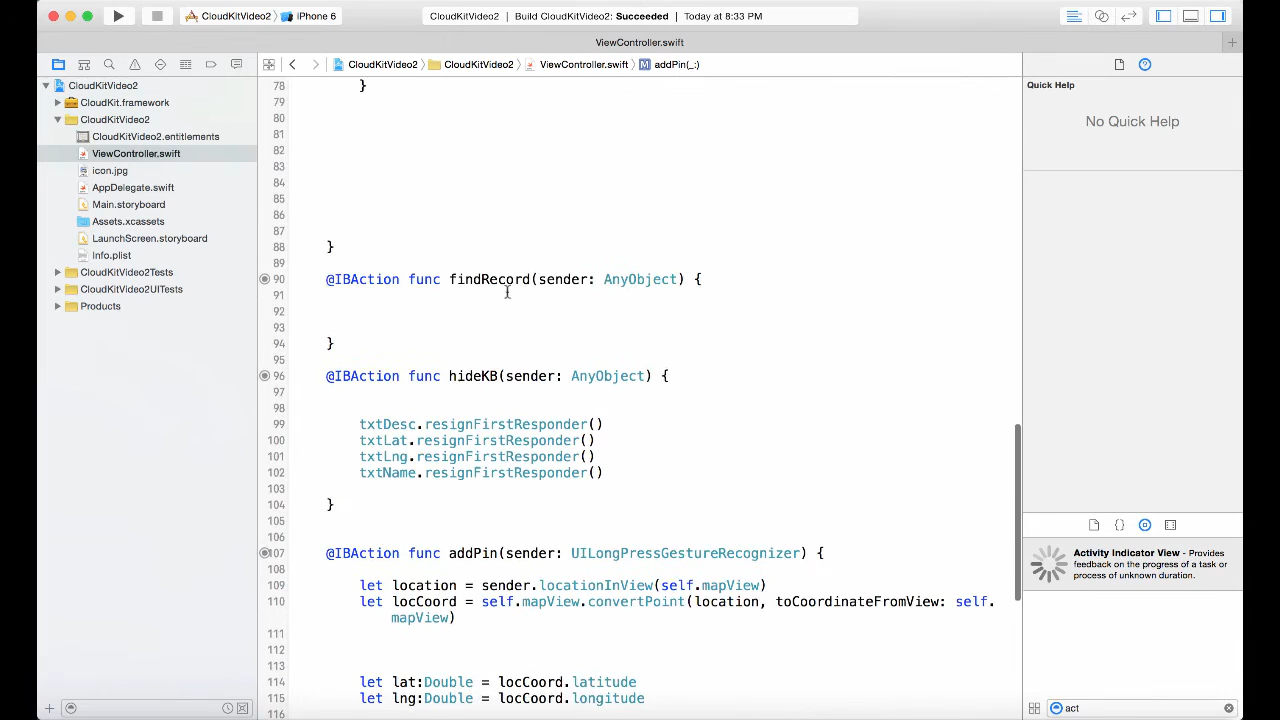 CloudKitVideo2 〉 iPhone 6
CloudKitVideo2 | Build CloudKitVideo2: Succeeded | Today at 8:33 PM
ViewController.swift
CloudKitVideo2 〉 CloudKitVideo2 〉 ViewController.swift 〉 M addPin(_:)
CloudKitVideo2
CloudKit.framework
CloudKitVideo2
CloudKitVideo2.entitlements
ViewController.swift
icon.jpg
AppDelegate.swift
Main.storyboard
Assets.xcassets
LaunchScreen.storyboard
Info.plist
CloudKitVideo2Tests
CloudKitVideo2UITests
Products
78 }
79
80
81
82
83
84
85
86
87
88 }
89
90 @IBAction func findRecord(sender: AnyObject) {
91
92
93
94 }
95
96 @IBAction func hideKB(sender: AnyObject) {
97
98
99 txtDesc.resignFirstResponder()
100 txtLat.resignFirstResponder()
101 txtLng.resignFirstResponder()
102 txtName.resignFirstResponder()
103
104 }
105
106
107 @IBAction func addPin(sender: UILongPressGestureRecognizer) {
108
109 let location = sender.locationInView(self.mapView)
110 let locCoord = self.mapView.convertPoint(location, toCoordinateFromView: self.
mapView)
111
112
113
114 let lat:Double = locCoord.latitude
115 let lng:Double = locCoord.longitude
116
Quick Help
No Quick Help
Activity Indicator View - Provides
feedback on the progress of a task or
process of unknown duration.
act